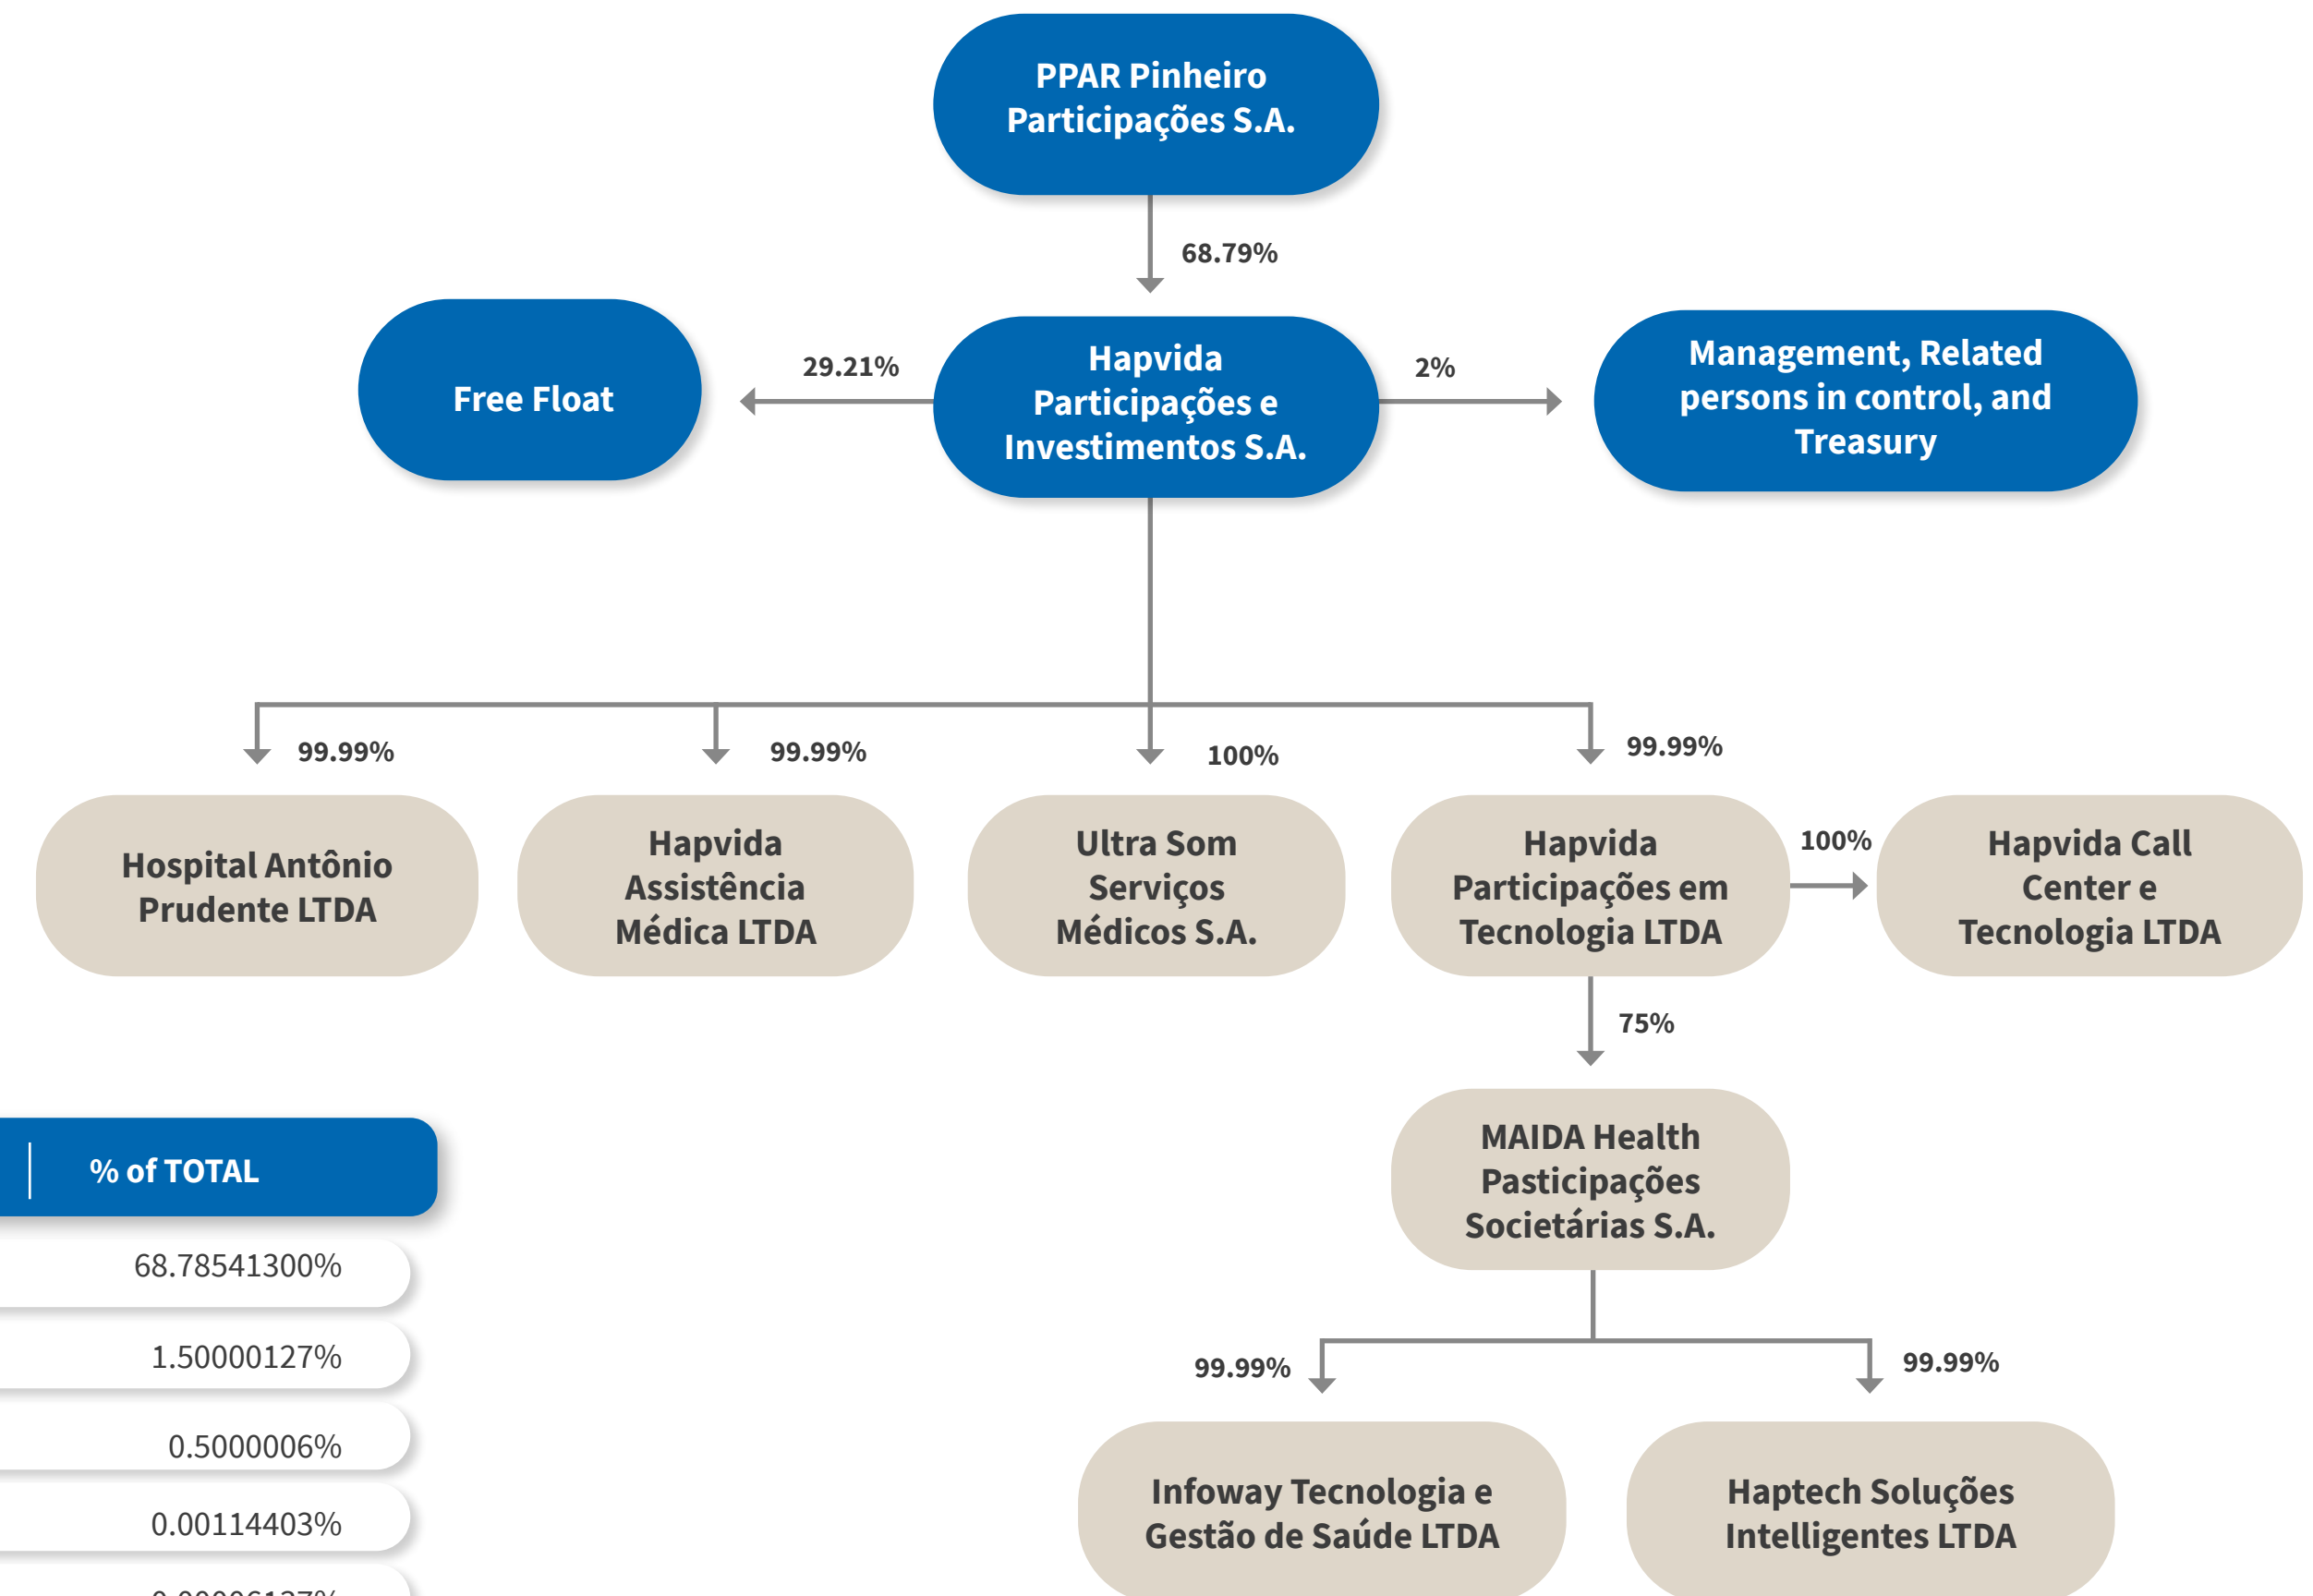 PPAR Pinheiro
Participações S.A.
68.79%
Free Float
29.21%
Hapvida
Participações e
Investimentos S.A.
2%
Management, Related
persons in control, and
Treasury
99.99%
99.99%
100%
99.99%
Hospital Antônio
Prudente LTDA
Hapvida
Assistência
Médica LTDA
Ultra Som
Serviços
Médicos S.A.
Hapvida
Participações em
Tecnologia LTDA
100%
Hapvida Call
Center e
Tecnologia LTDA
75%
MAIDA Health
Pasticipações
Societárias S.A.
99.99%
99.99%
Infoway Tecnologia e
Gestão de Saúde LTDA
Haptech Soluções
Intelligentes LTDA
% of TOTAL
68.78541300%
1.50000127%
0.5000006%
0.00114403%